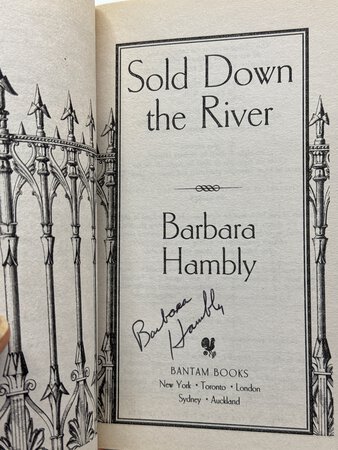 Sold Down
the River
Barbara
Hambly
Barbara
Hambly
BANTAM BOOKS
New York • Toronto • London
Sydney • Auckland